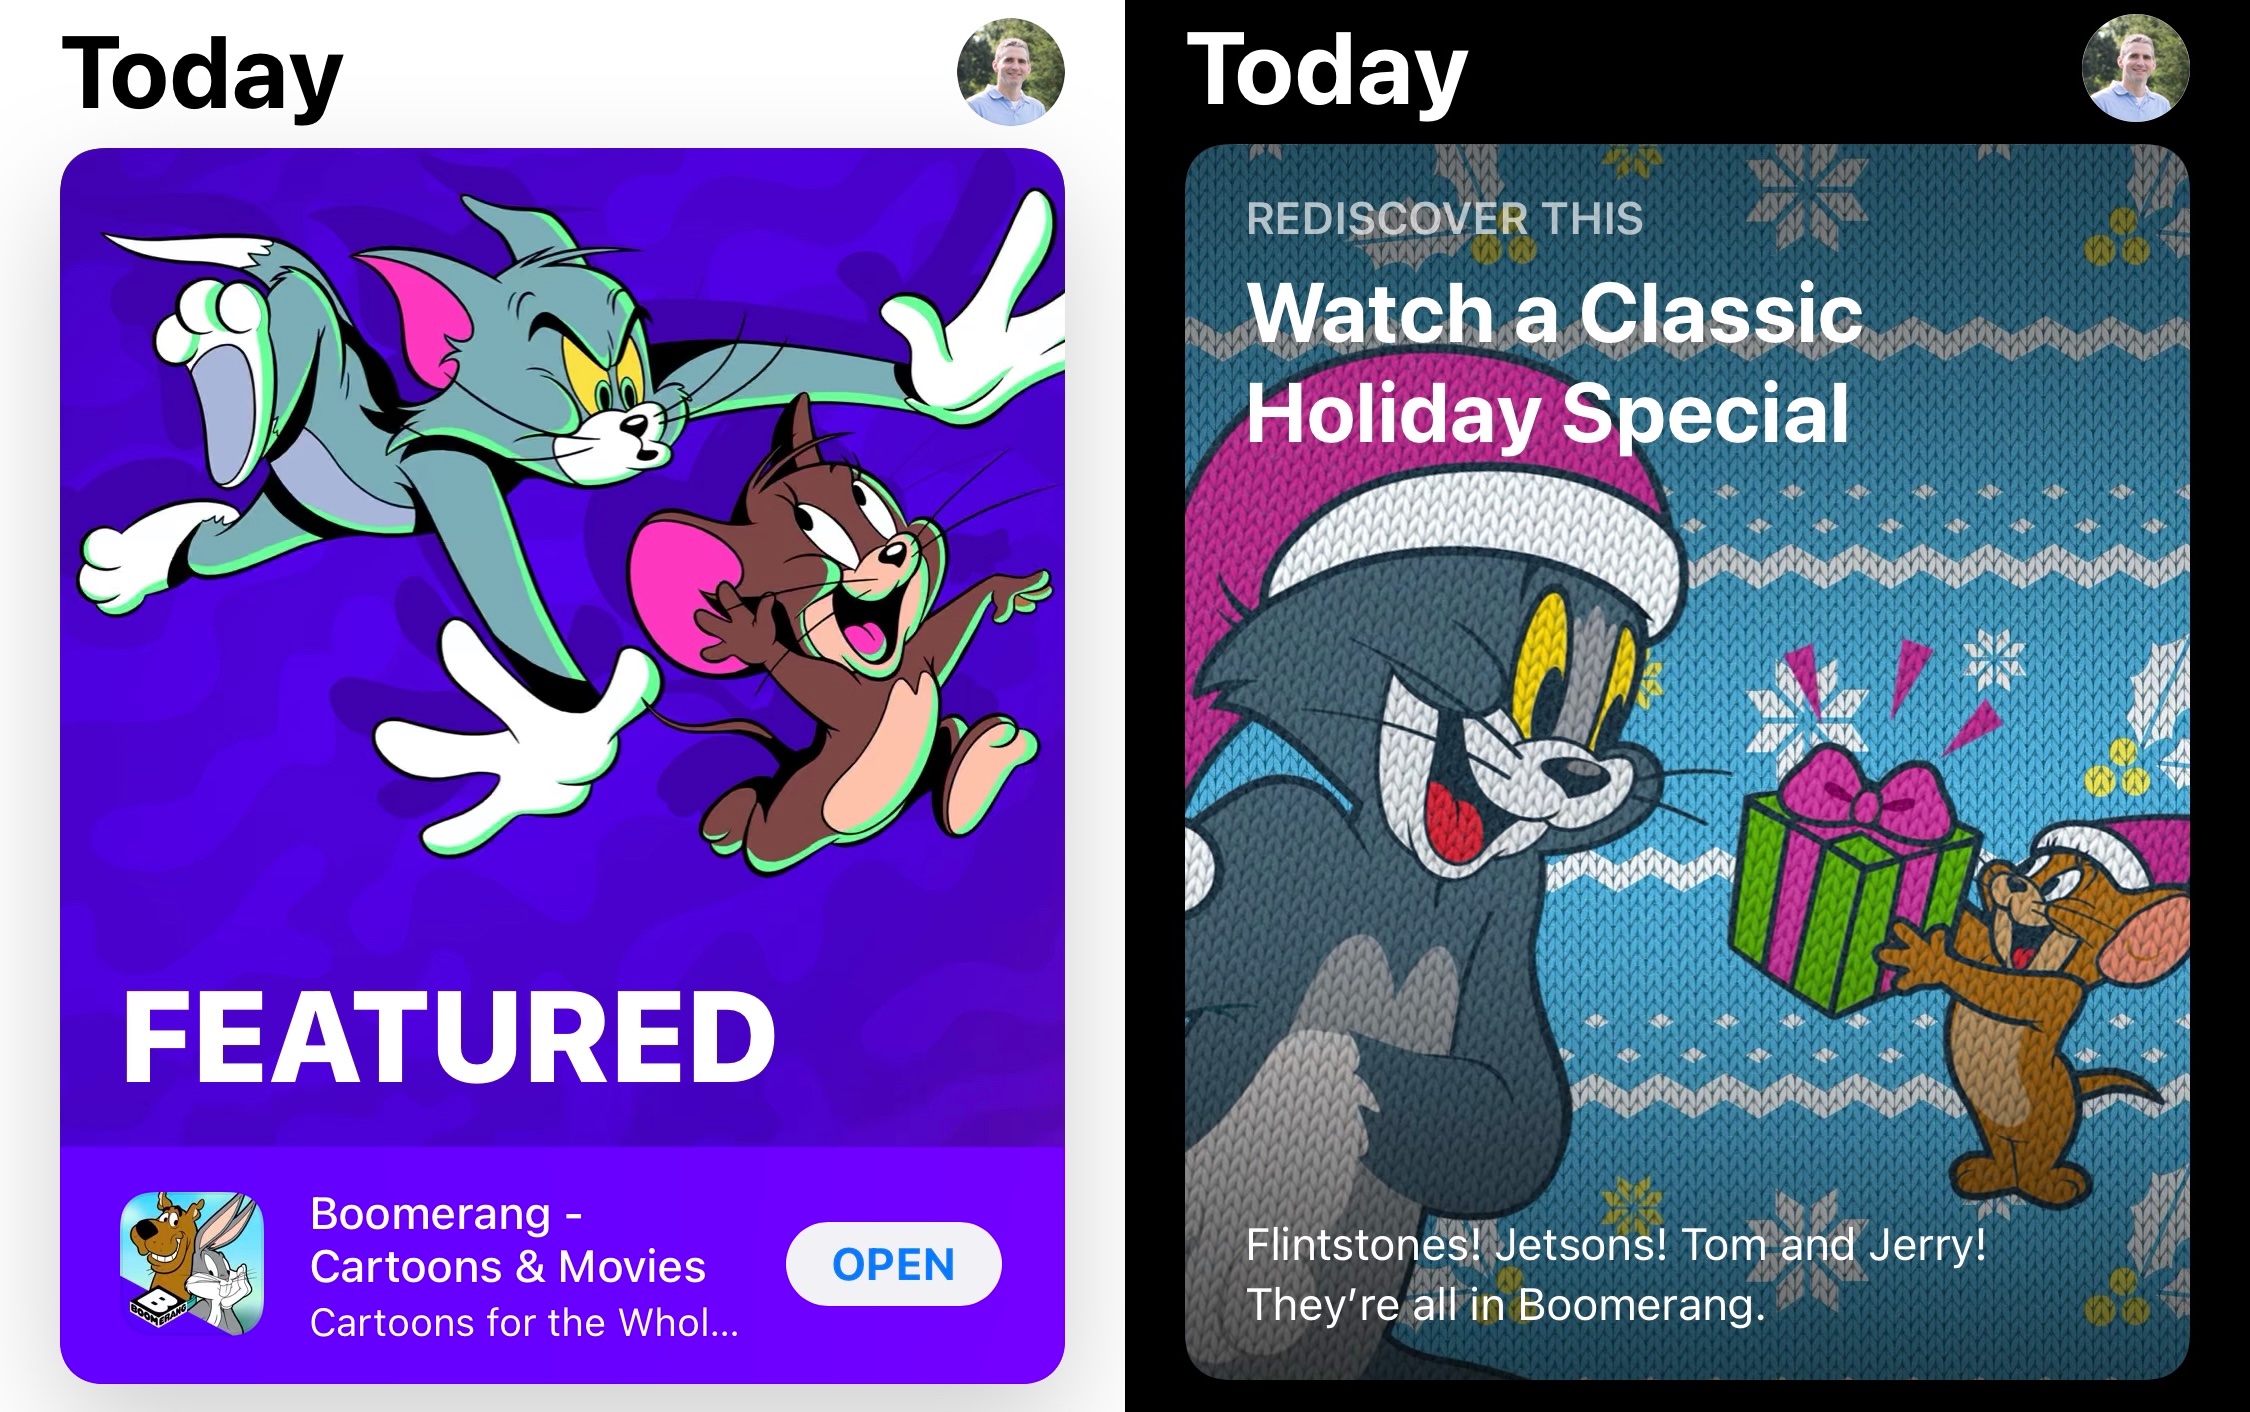 Today
FEATURED
B
BOOMERANG
Boomerang -
Cartoons & Movies
Cartoons for the Whol...
OPEN
Today
REDISCOVER THIS
Watch a Classic
Holiday Special
Flintstones! Jetsons! Tom and Jerry!
They’re all in Boomerang.